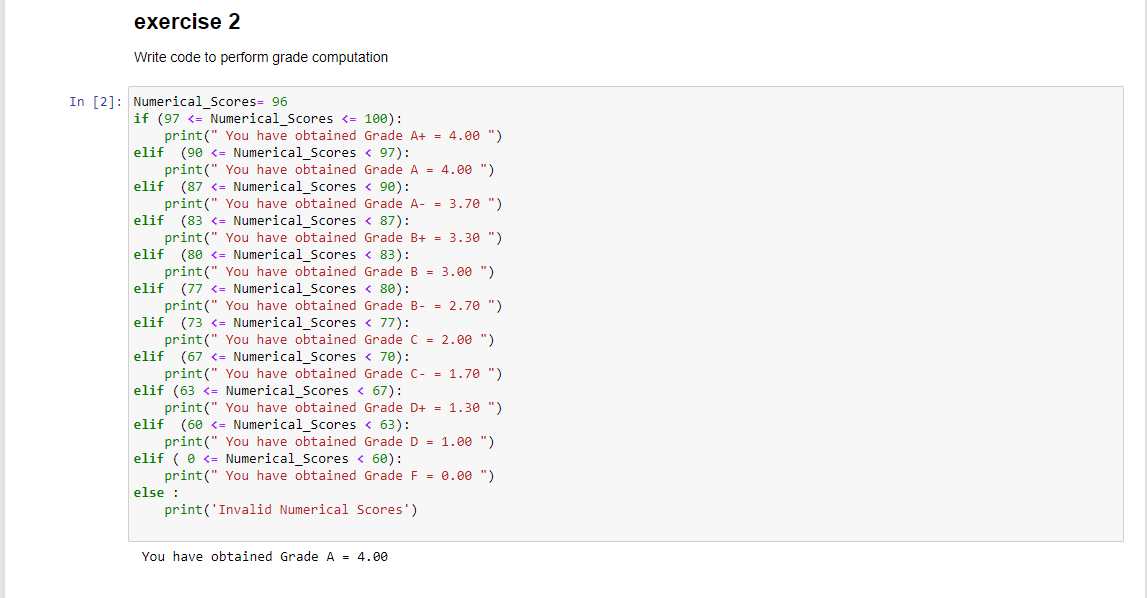 exercise 2
Write code to perform grade computation
In [2]: Numerical_Scores= 96
if (97 <= Numerical_Scores <= 100):
    print(" You have obtained Grade A+ = 4.00 ")
elif  (90 <= Numerical_Scores < 97):
    print(" You have obtained Grade A = 4.00 ")
elif  (87 <= Numerical_Scores < 90):
    print(" You have obtained Grade A- = 3.70 ")
elif  (83 <= Numerical_Scores < 87):
    print(" You have obtained Grade B+ = 3.30 ")
elif  (80 <= Numerical_Scores < 83):
    print(" You have obtained Grade B = 3.00 ")
elif  (77 <= Numerical_Scores < 80):
    print(" You have obtained Grade B- = 2.70 ")
elif  (73 <= Numerical_Scores < 77):
    print(" You have obtained Grade C = 2.00 ")
elif  (67 <= Numerical_Scores < 70):
    print(" You have obtained Grade C- = 1.70 ")
elif (63 <= Numerical_Scores < 67):
    print(" You have obtained Grade D+ = 1.30 ")
elif  (60 <= Numerical_Scores < 63):
    print(" You have obtained Grade D = 1.00 ")
elif ( 0 <= Numerical_Scores < 60):
    print(" You have obtained Grade F = 0.00 ")
else :
    print('Invalid Numerical Scores')
You have obtained Grade A = 4.00